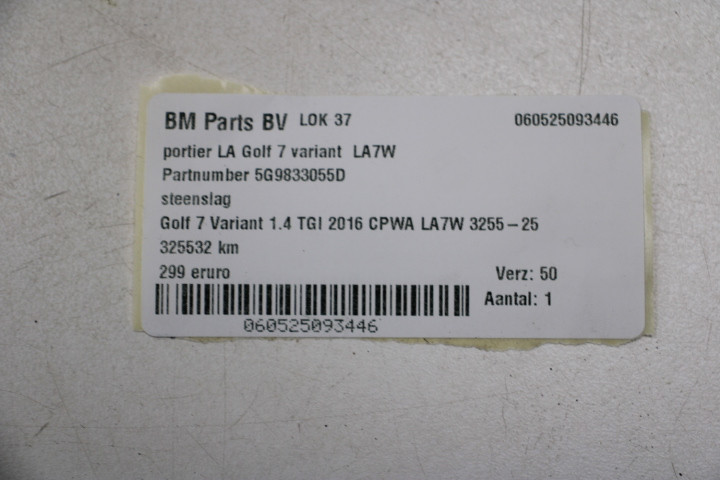 BM Parts BV LOK 37 060525093446
portier LA Golf 7 variant LA7W
Partnumber 5G9833055D
steenslag
Golf 7 Variant 1.4 TGI 2016 CPWA LA7W 3255-25
325532 km
299 eruro Verz: 50
Aantal: 1
060525093446